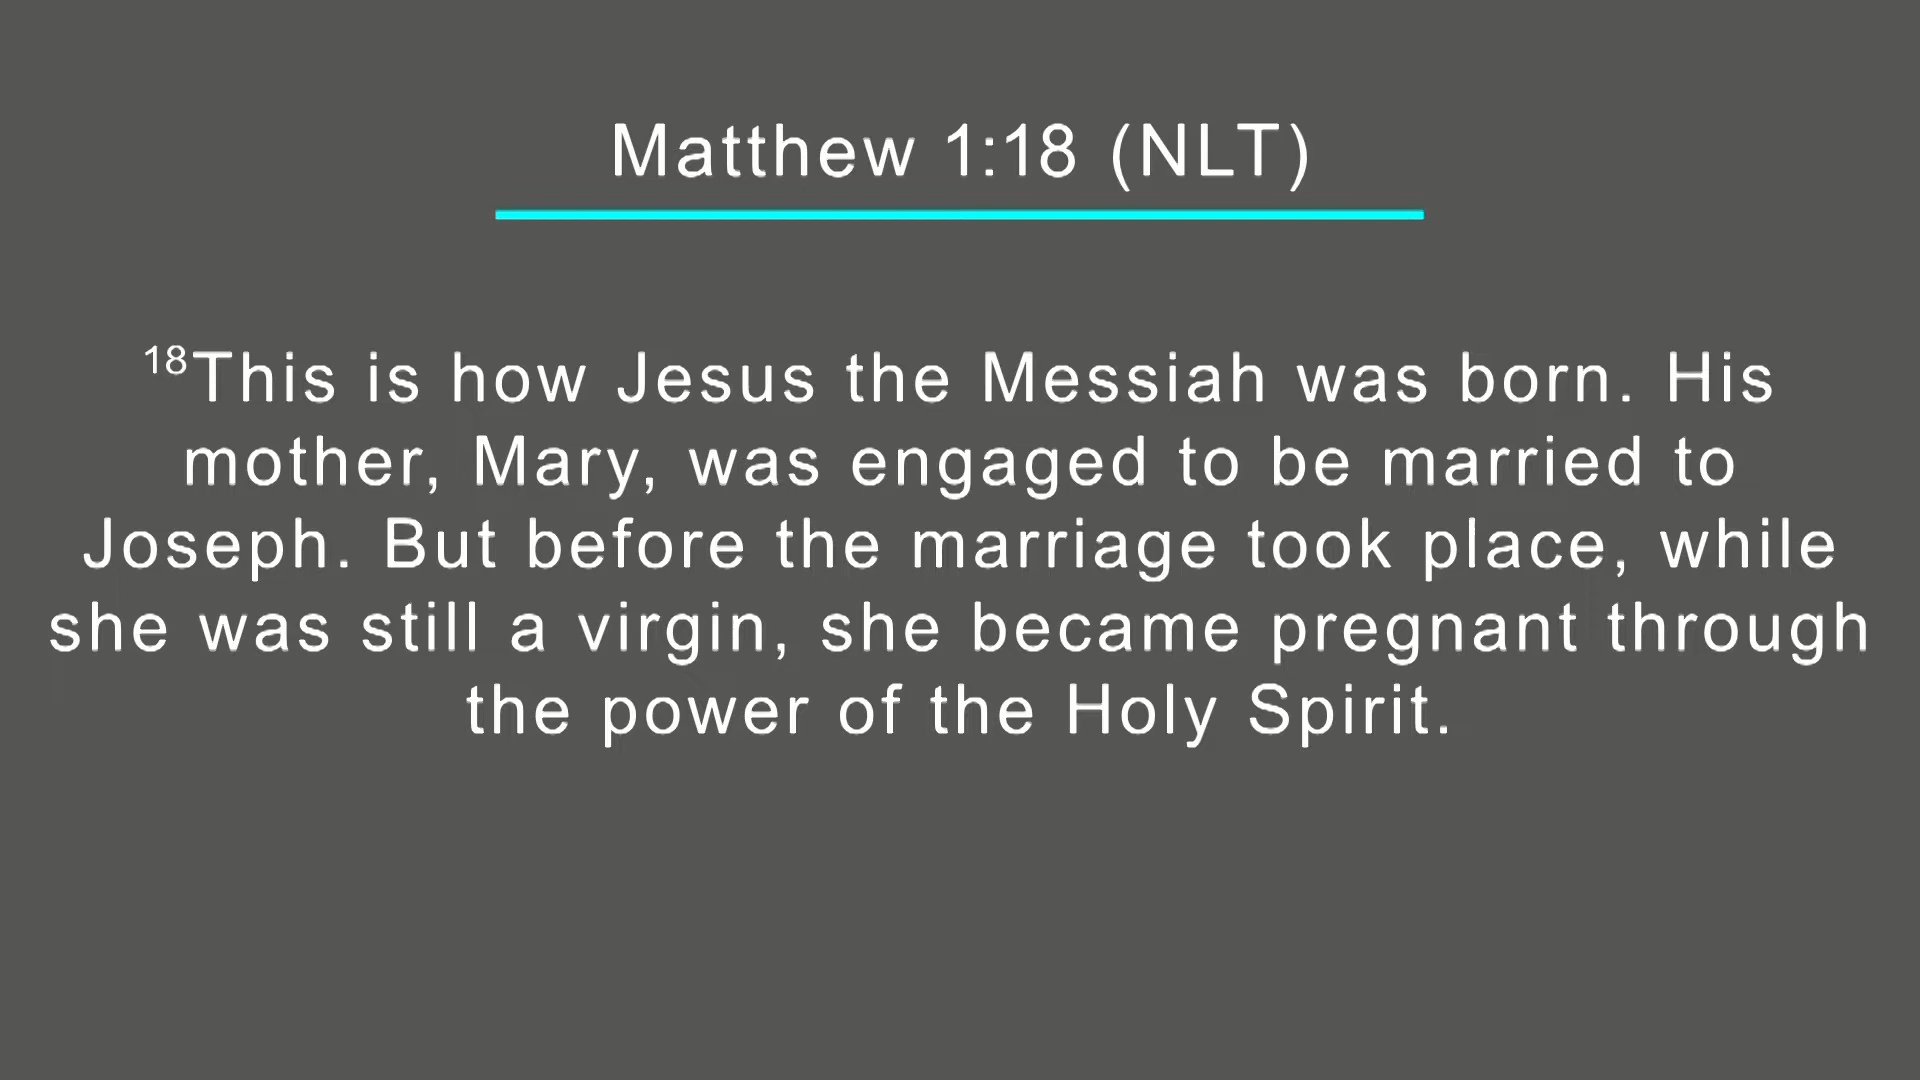 Matthew 1:18 (NLT)
¹⁸This is how Jesus the Messiah was born. His
mother, Mary, was engaged to be married to
Joseph. But before the marriage took place, while
she was still a virgin, she became pregnant through
the power of the Holy Spirit.